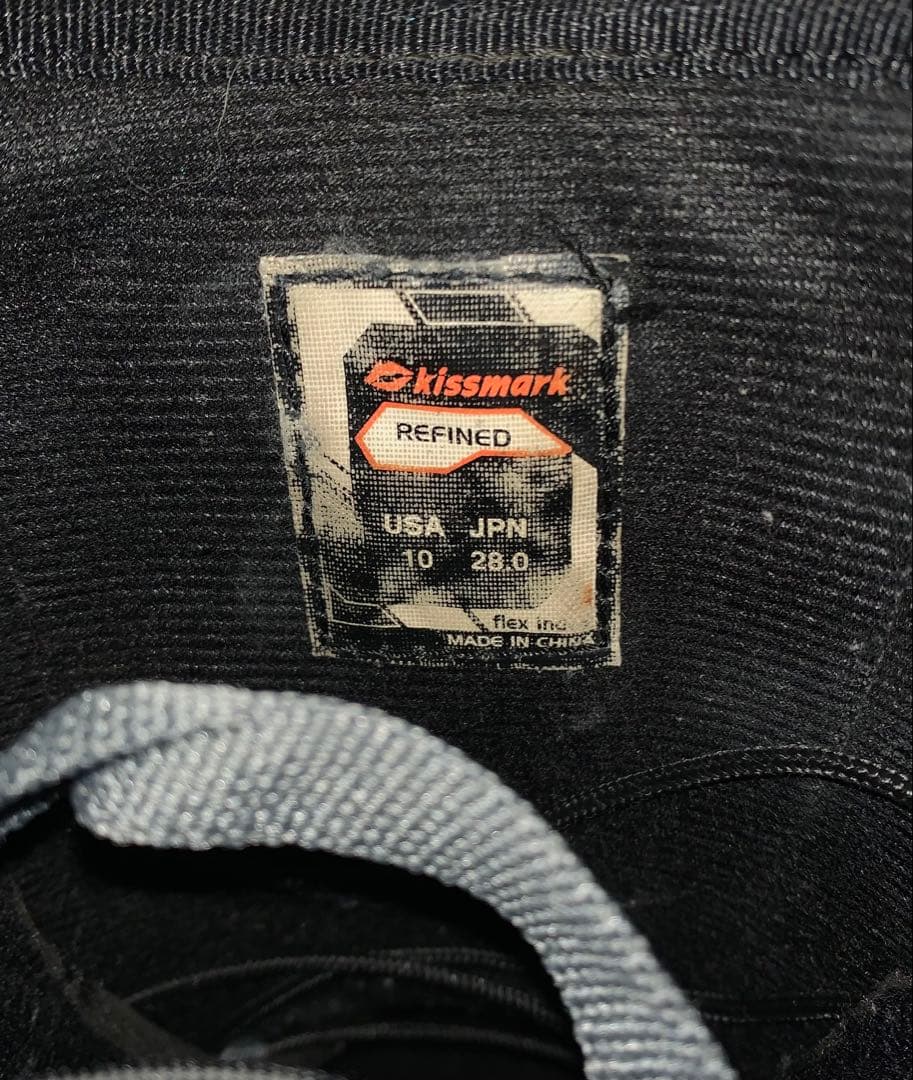 kissmark
REFINED
USA JPN
10 28.0
flex inc
MADE IN CHINA